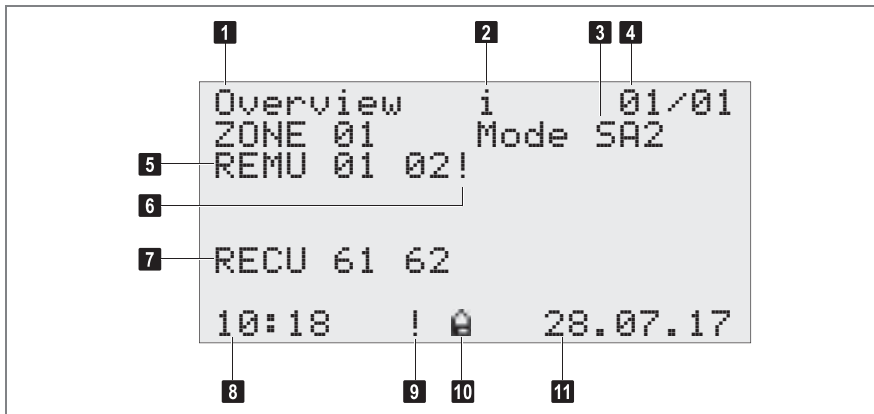 1 2 3 4
Overview i 01/01
ZONE 01 Mode SA2
5 REMU 01 02!
6
7 RECU 61 62
10:18 ! 28.07.17
8 9 10 11